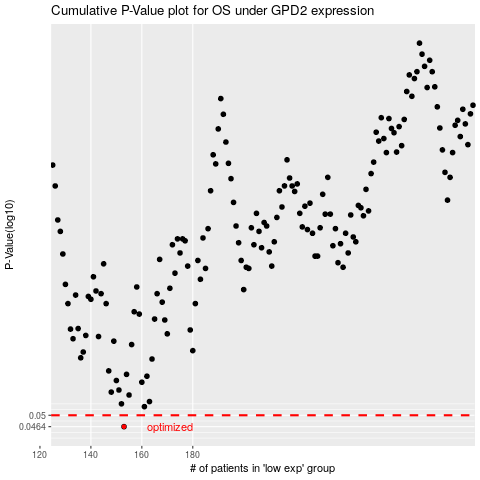 Cumulative P-Value plot for OS under GPD2 expression
P-Value(log10)
0.05
0.0464
optimized
120 140 160 180
# of patients in 'low exp' group